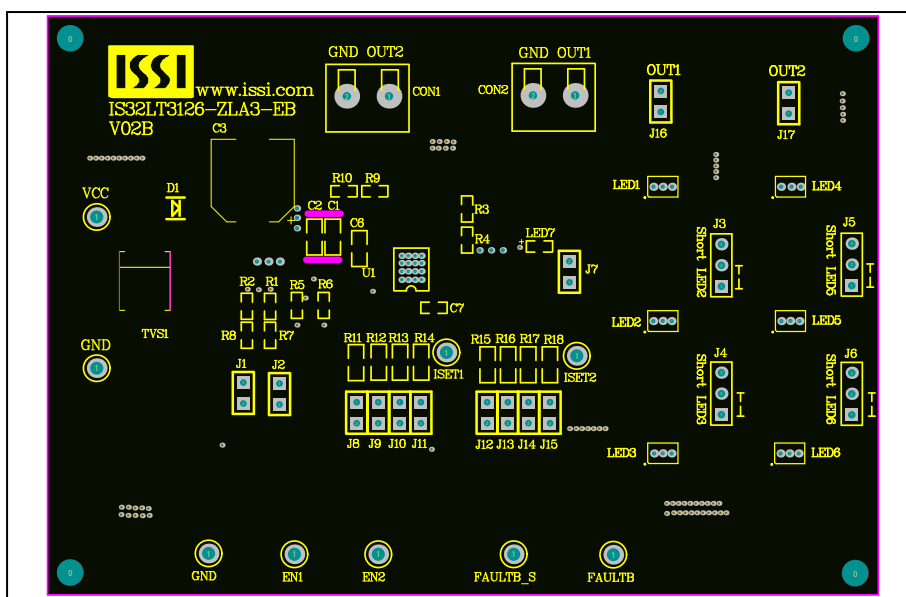 ISSI
www.issi.com
IS32LT3126-ZLA3-EB
V02B
GND OUT2
CON1
GND OUT1
CON2
OUT1
J16
OUT2
J17
C3
VCC
D1
R10 R9
C2 C1
C6
U1
R3
R4
LED7
J7
LED1
LED4
J3
Short LED2
J5
Short LED5
TVS1
GND
R2 R1
R5 R6
R8 R7
C7
LED2
LED5
J1
J2
R11 R12 R13 R14
ISET1
R15 R16 R17 R18
ISET2
J8 J9 J10 J11
J12 J13 J14 J15
J4
Short LED3
J6
Short LED6
LED3
LED6
GND
EN1
EN2
FAULTB_S
FAULTB